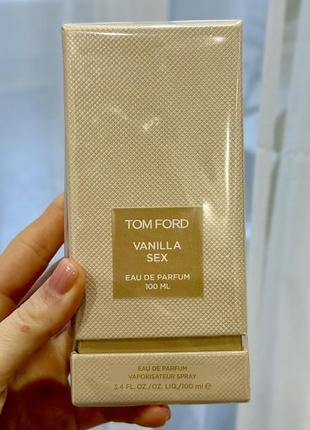 TOM FORD
VANILLA
SEX
EAU DE PARFUM
100 ML
EAU DE PARFUM
VAPORISATEUR SPRAY
3.4 FL. OZ./OZ. LIQ./100 ml ℮